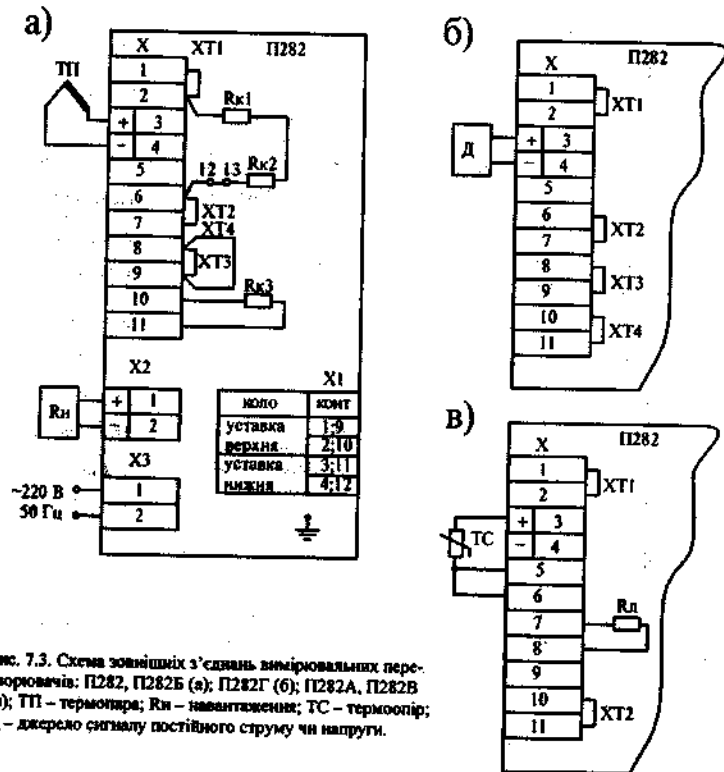 а)
X XT1 П282
1
2
ТП
+ 3
− 4
5
6
7
8
9
10
11
Rк1
12 13 Rк2
XT2
XT4
XT3
Rк3
X2
Rн
+ 1
− 2
X3
~220 В 1
50 Гц 2
X1
коло конт
уставка 1;9
верхня 2;10
уставка 3;11
нижня 4;12
б)
П282
X
1
2
XT1
Д
+ 3
− 4
5
6
7
XT2
8
9
XT3
10
11
XT4
в)
П282
X
1
2
XT1
+ 3
− 4
ТС
5
6
7
8
Rл
9
10
11
XT2
Рис. 7.3. Схема зовнішніх з’єднань вимірювальних пере-
ворювачів: П282, П282Б (а); П282Г (б); П282А, П282В
); ТП – термопара; Rн – навантаження; ТС – термоопір;
– джерело сигналу постійного струму чи напруги.